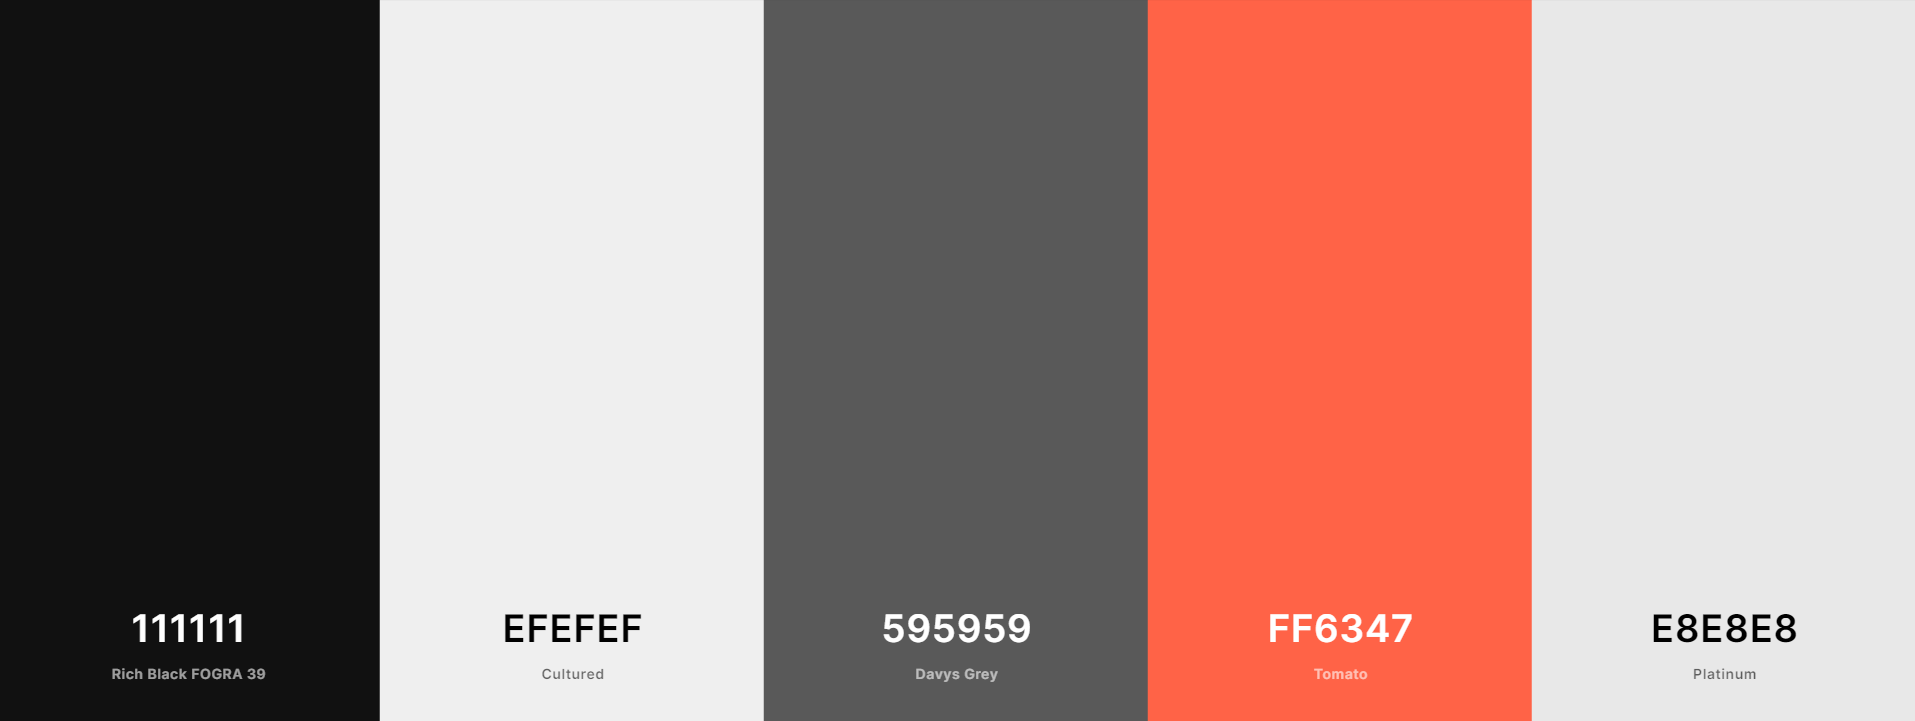 111111
Rich Black FOGRA 39
EFEFEF
Cultured
595959
Davys Grey
FF6347
Tomato
E8E8E8
Platinum